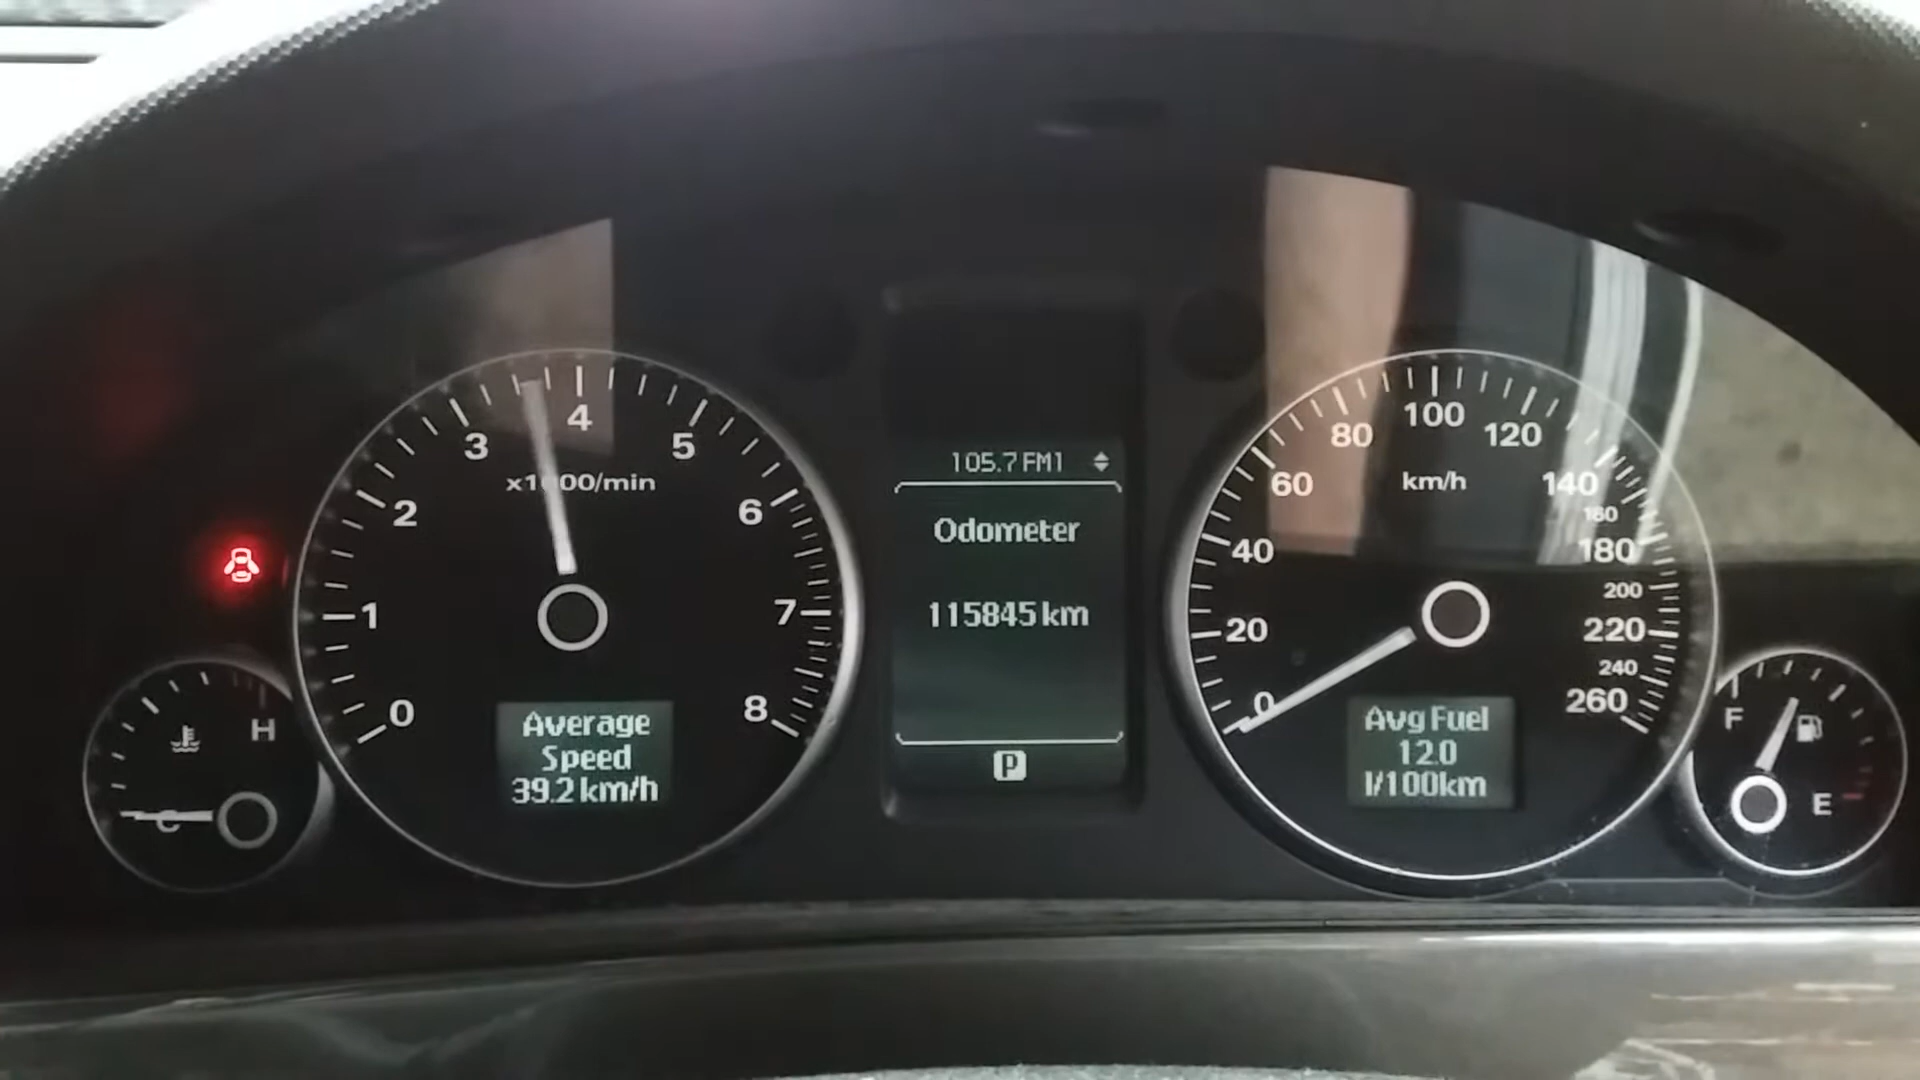 105.7 FM1
Odometer
115845 km
P
0
1
2
3
4
5
6
7
8
x1000/min
Average
Speed
39.2 km/h
0
20
40
60
80
100
120
140
160
180
200
220
240
260
km/h
Avg Fuel
12.0
l/100km
H
C
F
E